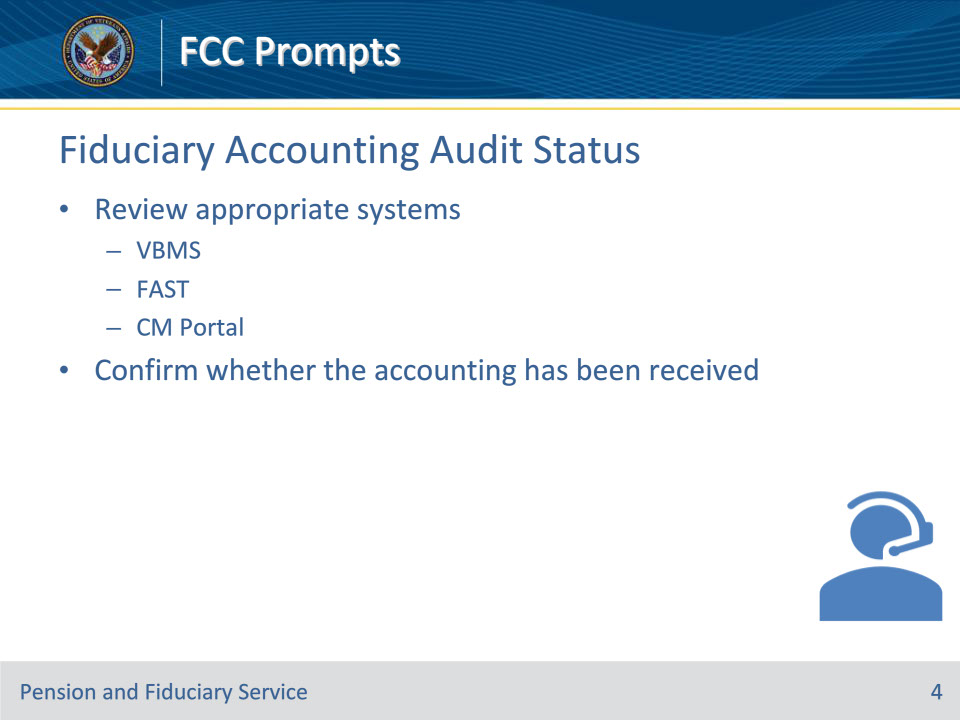 FCC Prompts
Fiduciary Accounting Audit Status
• Review appropriate systems
– VBMS
– FAST
– CM Portal
• Confirm whether the accounting has been received
Pension and Fiduciary Service
4